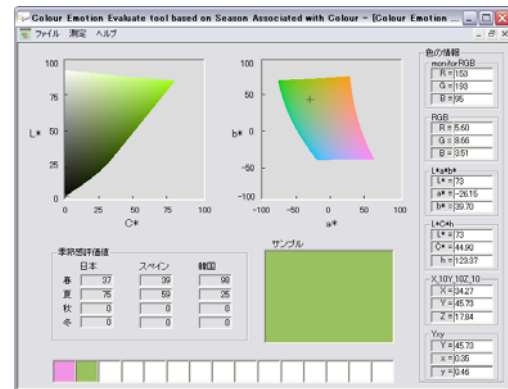 Colour Emotion Evaluate tool based on Season Associated with Colour - [Colour Emotion ...
ファイル 測定 ヘルプ
L*
100
75
50
25
0
0 25 50 75 100
C*
b*
100
50
0
-50
-100
-100 -50 0 50 100
a*
季節感評価値
日本 スペイン 韓国
春 37 39 98
夏 75 59 25
秋 0 0 0
冬 0 0 0
サンプル
色の情報
monitorRGB
R = 153
G = 193
B = 95
RGB
R = 5.60
G = 8.66
B = 3.51
L*a*b*
L* = 73
a* = -26.15
b* = 39.70
L*C*h
L* = 73
C* = 44.90
h = 123.37
X_10Y_10Z_10
X = 34.27
Y = 45.73
Z = 17.84
Yxy
Y = 45.73
x = 0.35
y = 0.46